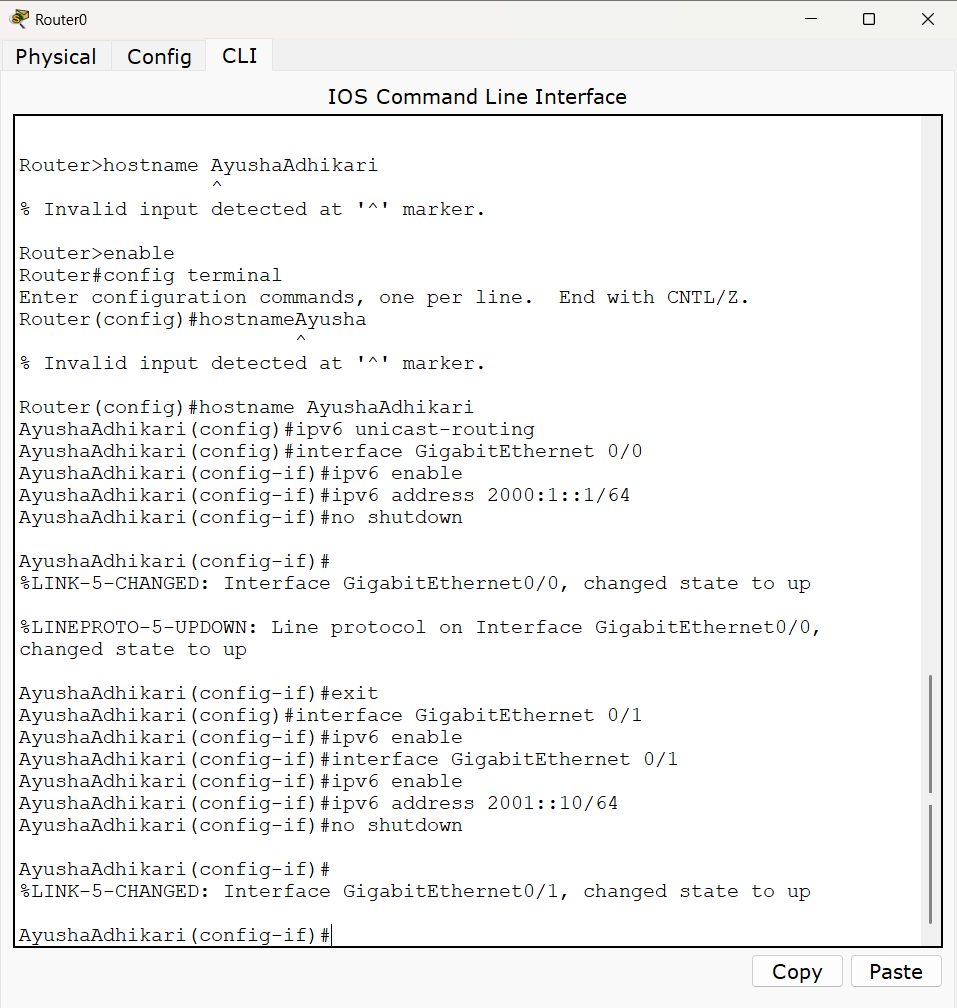 Router0
Physical Config CLI
IOS Command Line Interface
Router>hostname AyushaAdhikari
^
% Invalid input detected at '^' marker.
Router>enable
Router#config terminal
Enter configuration commands, one per line.  End with CNTL/Z.
Router(config)#hostnameAyusha
^
% Invalid input detected at '^' marker.
Router(config)#hostname AyushaAdhikari
AyushaAdhikari(config)#ipv6 unicast-routing
AyushaAdhikari(config)#interface GigabitEthernet 0/0
AyushaAdhikari(config-if)#ipv6 enable
AyushaAdhikari(config-if)#ipv6 address 2000:1::1/64
AyushaAdhikari(config-if)#no shutdown
AyushaAdhikari(config-if)#
%LINK-5-CHANGED: Interface GigabitEthernet0/0, changed state to up
%LINEPROTO-5-UPDOWN: Line protocol on Interface GigabitEthernet0/0,
changed state to up
AyushaAdhikari(config-if)#exit
AyushaAdhikari(config)#interface GigabitEthernet 0/1
AyushaAdhikari(config-if)#ipv6 enable
AyushaAdhikari(config-if)#interface GigabitEthernet 0/1
AyushaAdhikari(config-if)#ipv6 enable
AyushaAdhikari(config-if)#ipv6 address 2001::10/64
AyushaAdhikari(config-if)#no shutdown
AyushaAdhikari(config-if)#
%LINK-5-CHANGED: Interface GigabitEthernet0/1, changed state to up
AyushaAdhikari(config-if)#
Copy Paste